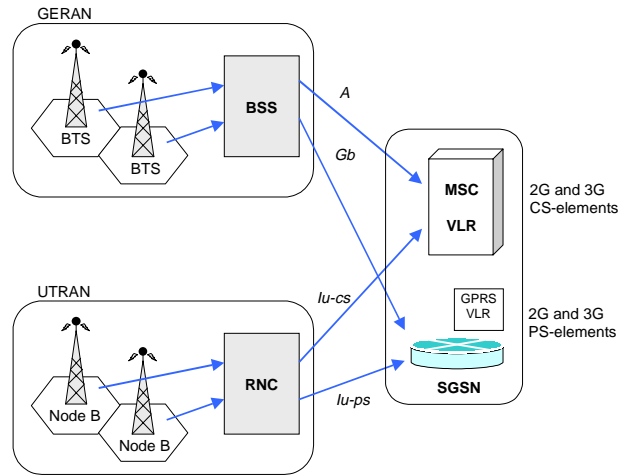 GERAN
BTS
BTS
BSS
A
Gb
MSC
VLR
2G and 3G
CS-elements
GPRS
VLR
2G and 3G
PS-elements
SGSN
UTRAN
Node B
Node B
RNC
Iu-cs
Iu-ps